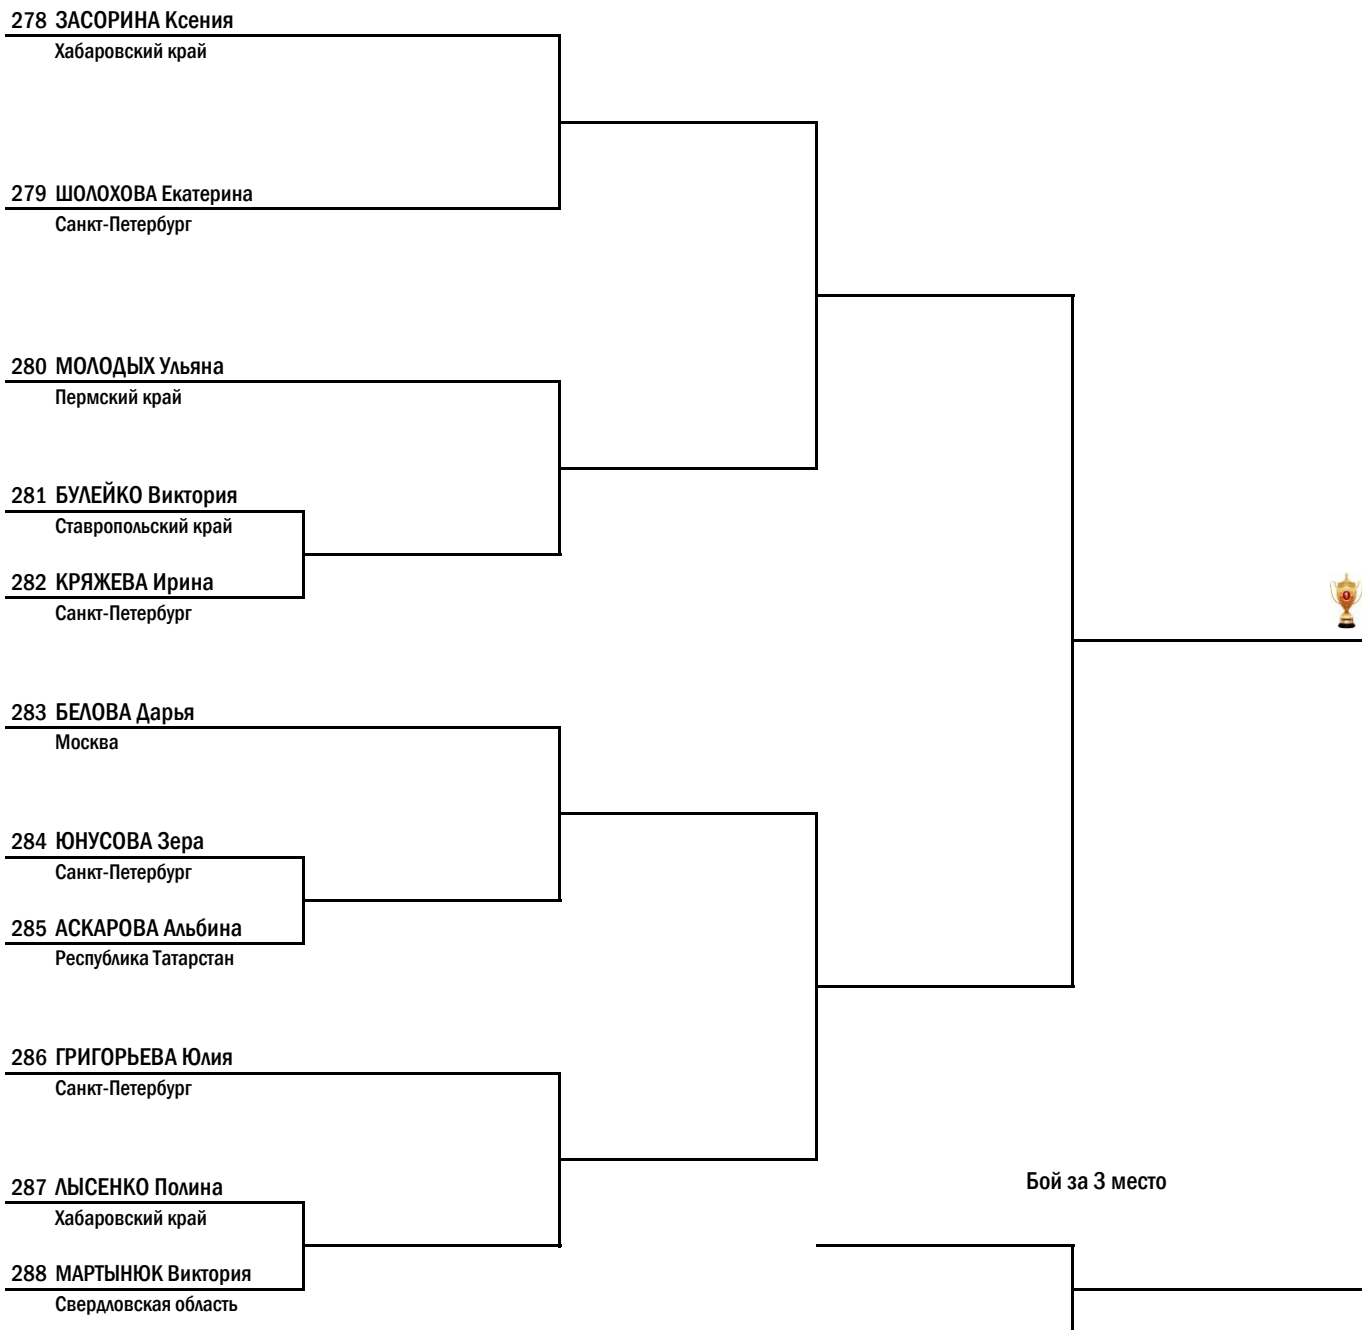 278 ЗАСОРИНА Ксения
Хабаровский край
279 ШОЛОХОВА Екатерина
Санкт-Петербург
280 МОЛОДЫХ Ульяна
Пермский край
281 БУЛЕЙКО Виктория
Ставропольский край
282 КРЯЖЕВА Ирина
Санкт-Петербург
283 БЕЛОВА Дарья
Москва
284 ЮНУСОВА Зера
Санкт-Петербург
285 АСКАРОВА Альбина
Республика Татарстан
286 ГРИГОРЬЕВА Юлия
Санкт-Петербург
287 ЛЫСЕНКО Полина
Хабаровский край
288 МАРТЫНЮК Виктория
Свердловская область
Бой за 3 место